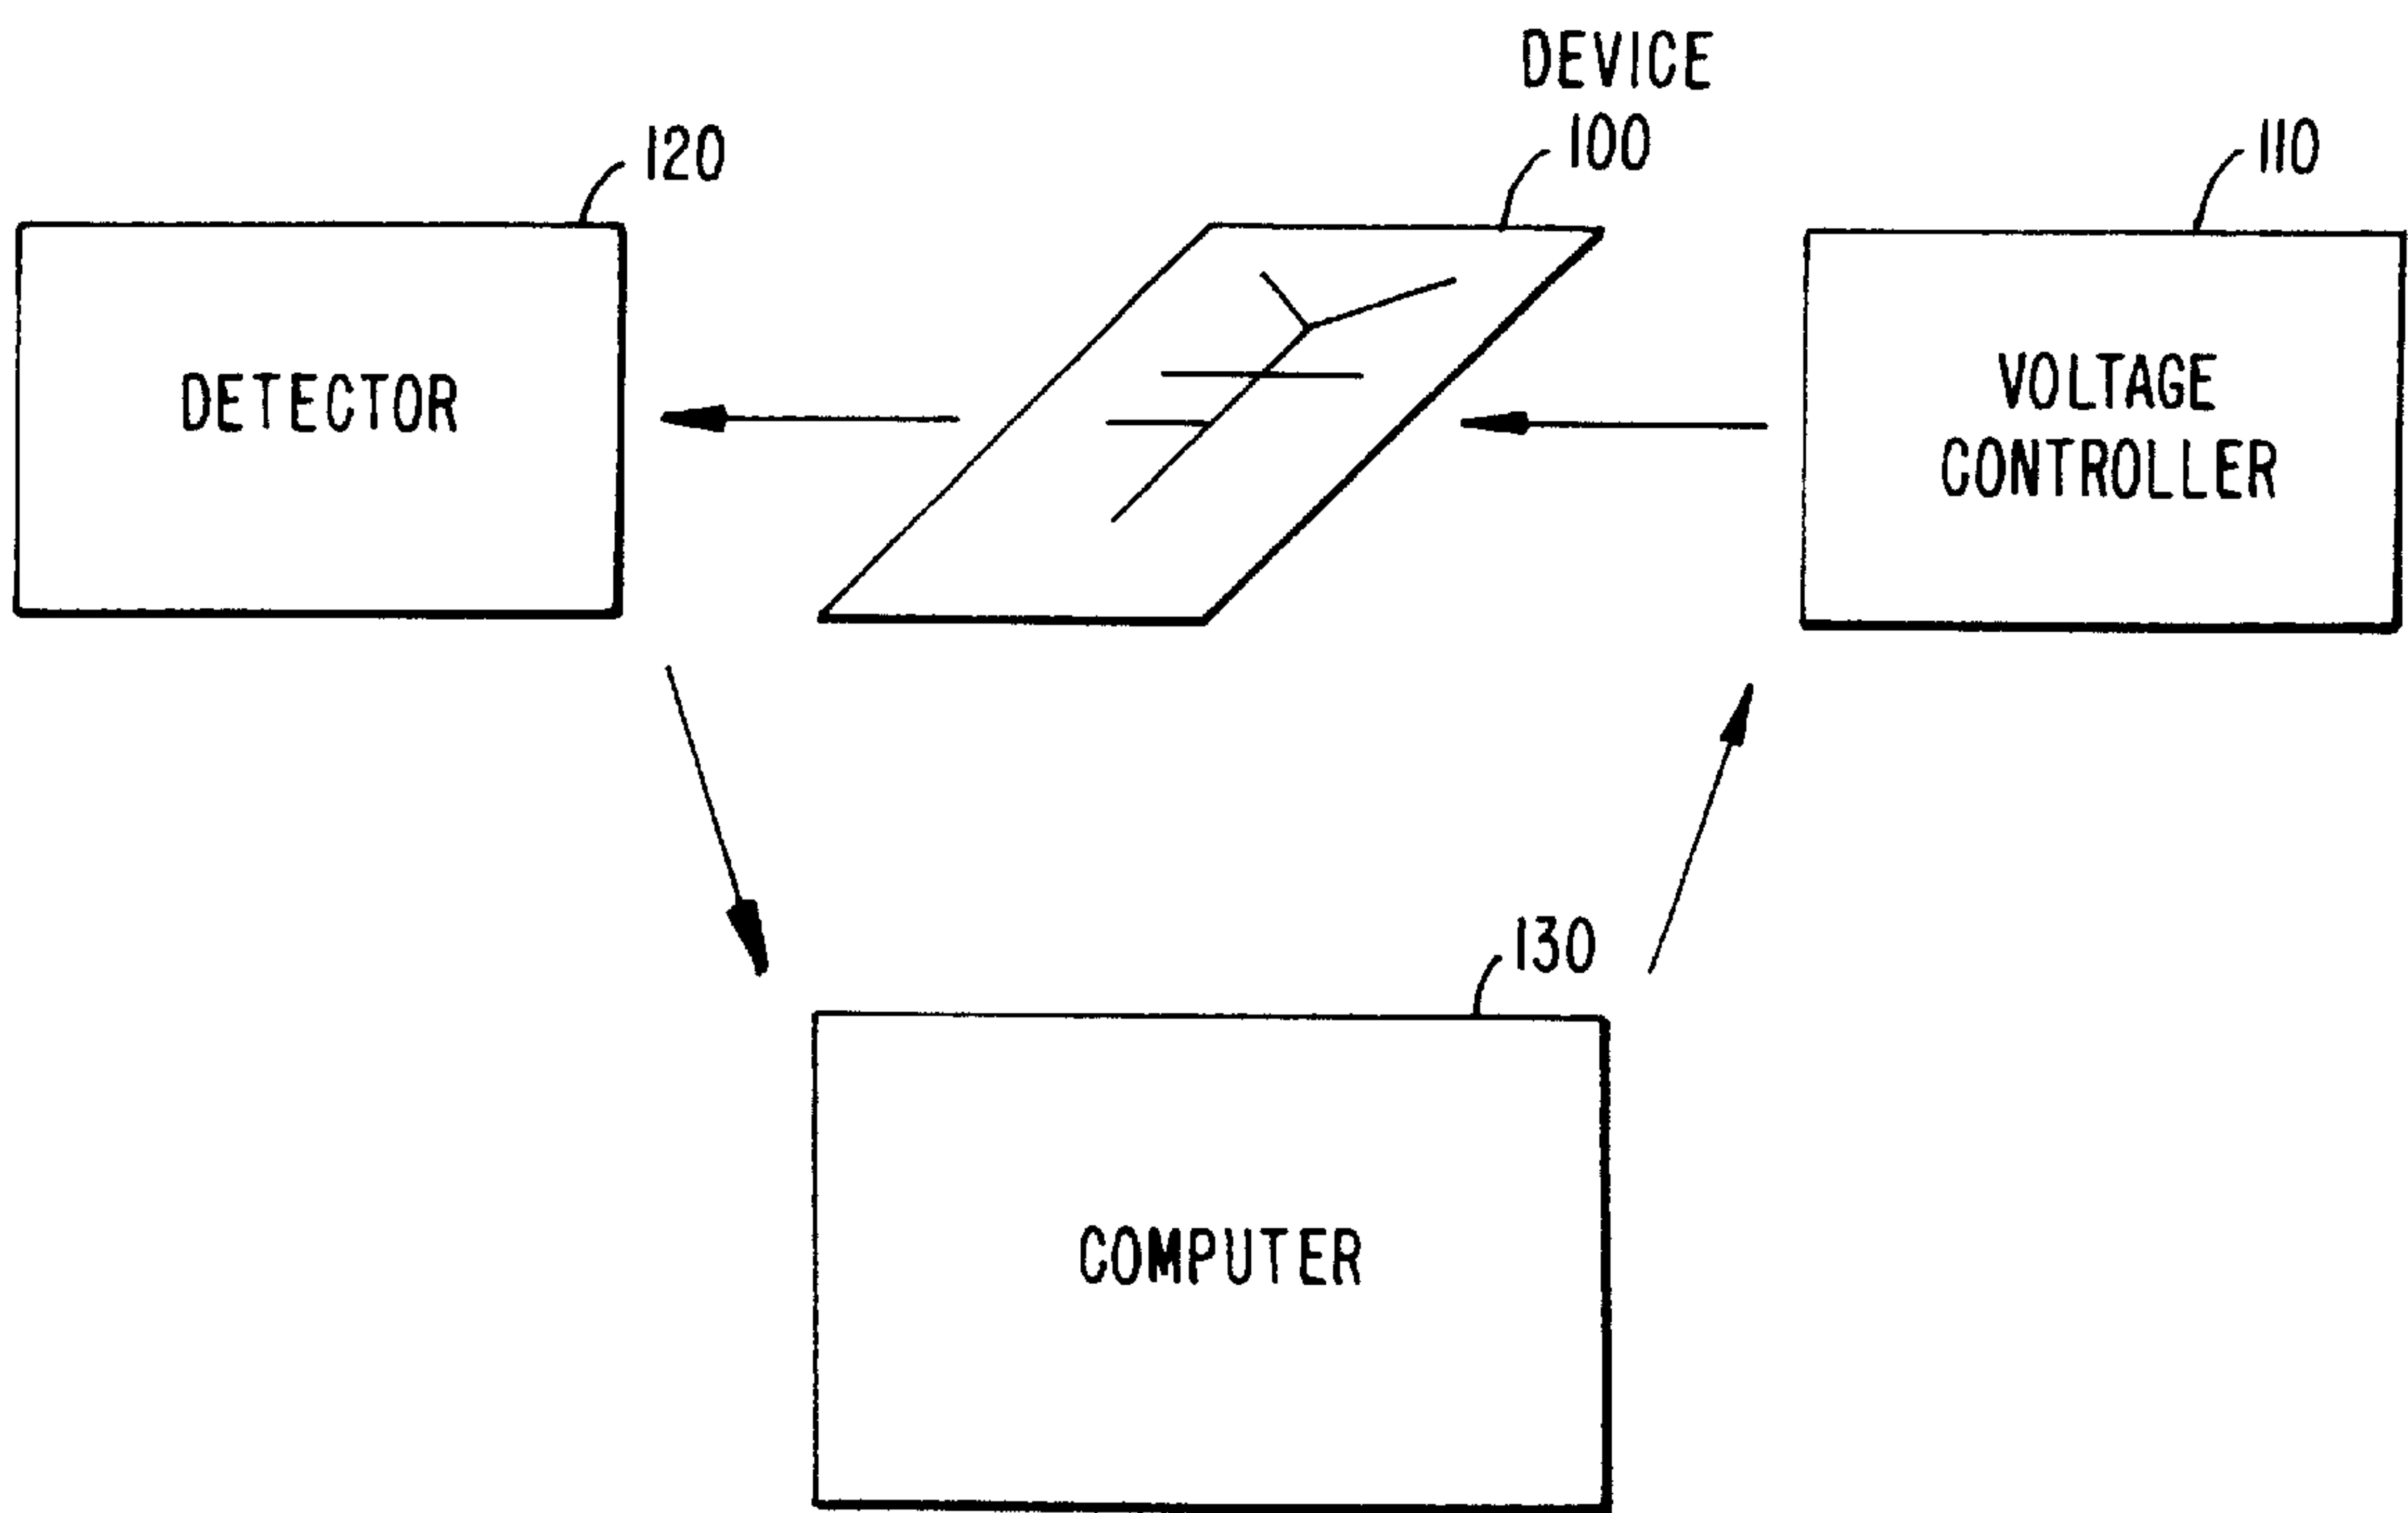 DEVICE
100
120
110
DETECTOR
VOLTAGE
CONTROLLER
130
COMPUTER